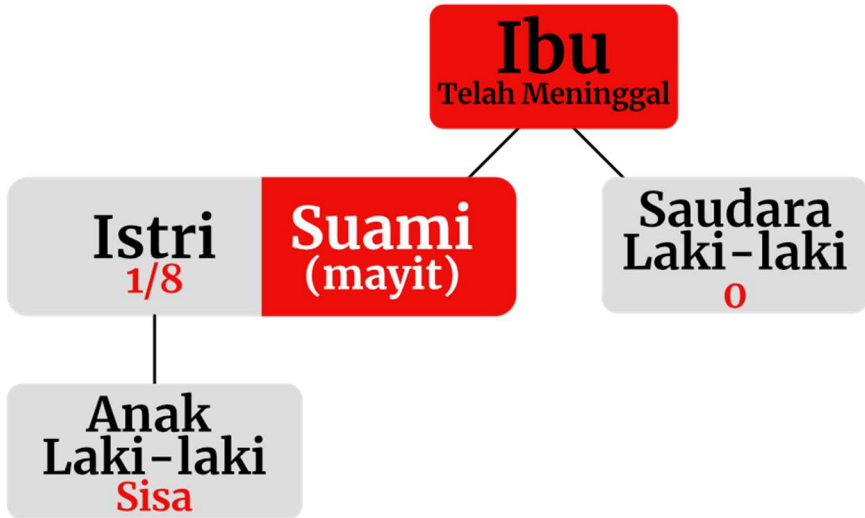 Ibu
Telah Meninggal
Istri
1/8
Suami
(mayit)
Saudara
Laki-laki
0
Anak
Laki-laki
Sisa